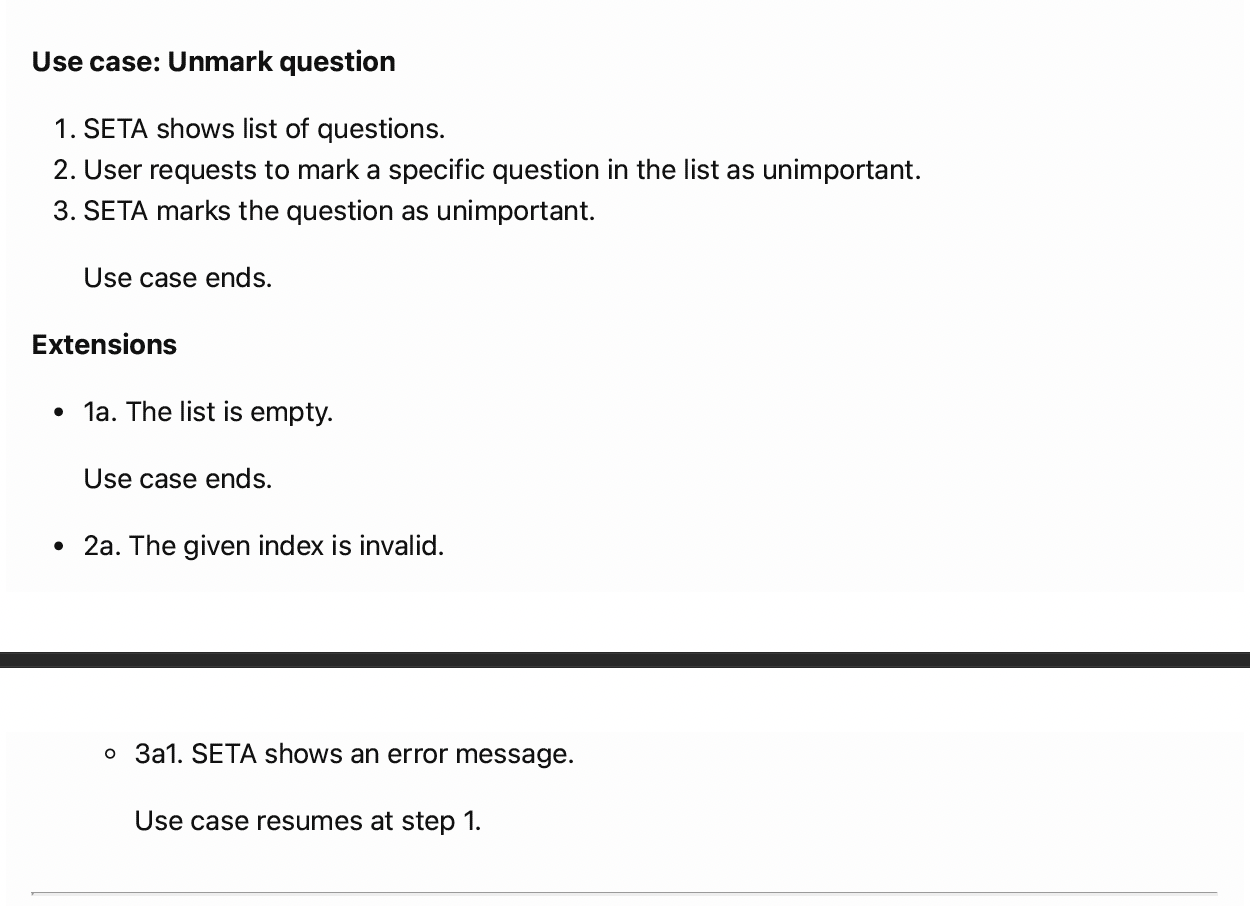 Use case: Unmark question
1. SETA shows list of questions.
2. User requests to mark a specific question in the list as unimportant.
3. SETA marks the question as unimportant.
Use case ends.
Extensions
• 1a. The list is empty.
Use case ends.
• 2a. The given index is invalid.
◦ 3a1. SETA shows an error message.
Use case resumes at step 1.